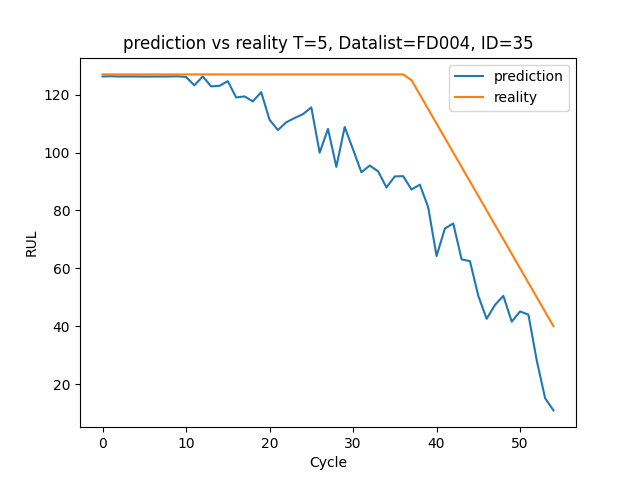 prediction vs reality T=5, Datalist=FD004, ID=35
prediction
reality
RUL
120
100
80
60
40
20
0 10 20 30 40 50
Cycle